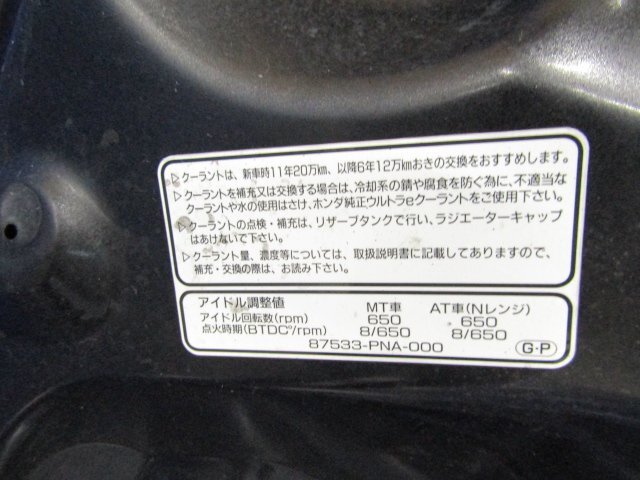 ▷クーラントは、新車時11年20万km、以降6年12万kmおきの交換をおすすめします。
▷クーラントを補充又は交換する場合は、冷却系の錆や腐食を防ぐ為に、不適当な
クーラントや水の使用はさけ、ホンダ純正ウルトラeクーラントをご使用下さい。
▷クーラントの点検・補充は、リザーブタンクで行い、ラジエーターキャップ
はあけないで下さい。
▷クーラント量、濃度等については、取扱説明書に記載してありますので、
補充・交換の際は、お読み下さい。
アイドル調整値 MT車 AT車(Nレンジ)
アイドル回転数(rpm) 650 650
点火時期(BTDC°/rpm) 8/650 8/650
87533-PNA-000 G・P